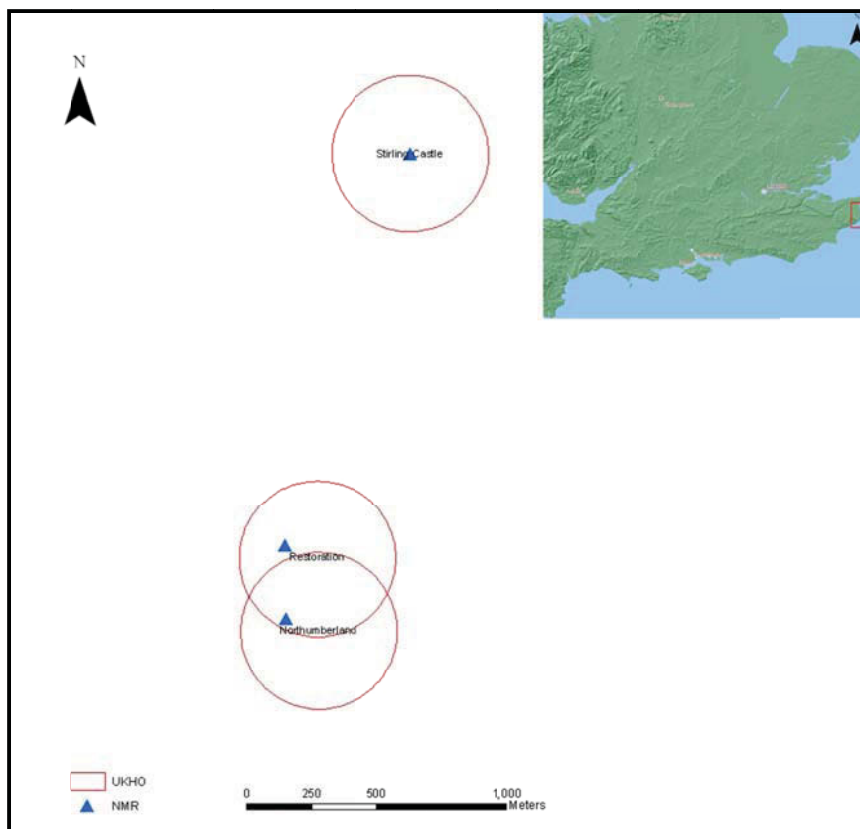 N
Stirling Castle
Restoration
Northumberland
UKHO
NMR
0 250 500 1,000
Meters